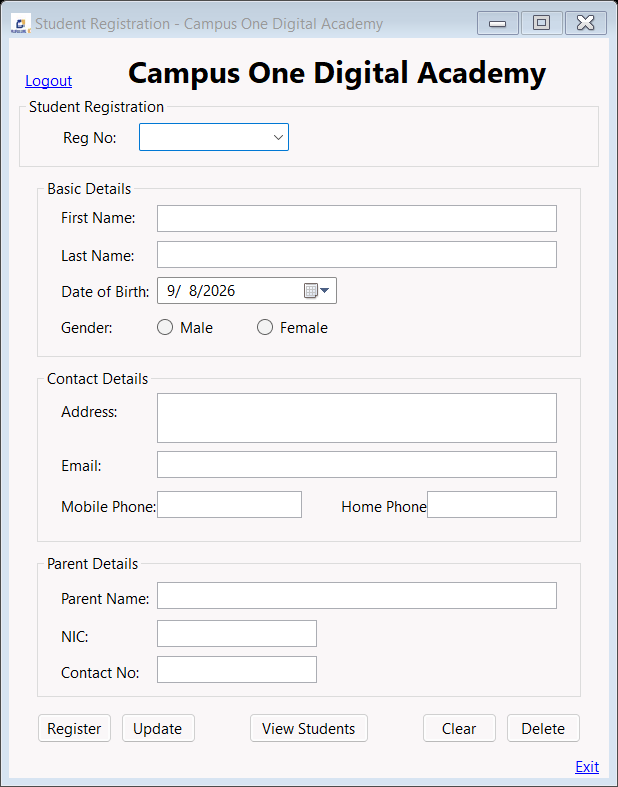 Student Registration - Campus One Digital Academy
Logout
Campus One Digital Academy
Student Registration
Reg No:
Basic Details
First Name:
Last Name:
Date of Birth: 9/ 8/2026
Gender: Male Female
Contact Details
Address:
Email:
Mobile Phone: Home Phone
Parent Details
Parent Name:
NIC:
Contact No:
Register Update View Students Clear Delete
Exit